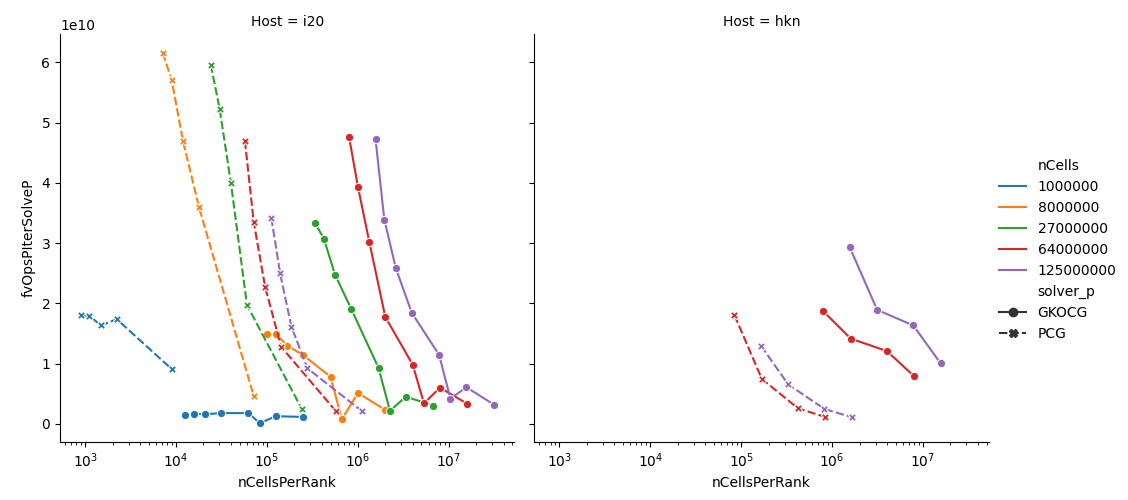 Host = i20
Host = hkn
1e10
6
5
4
3
2
1
0
fvOpsPIterSolveP
10³
10⁴
10⁵
10⁶
10⁷
nCellsPerRank
10³
10⁴
10⁵
10⁶
10⁷
nCellsPerRank
nCells
1000000
8000000
27000000
64000000
125000000
solver_p
GKOCG
PCG